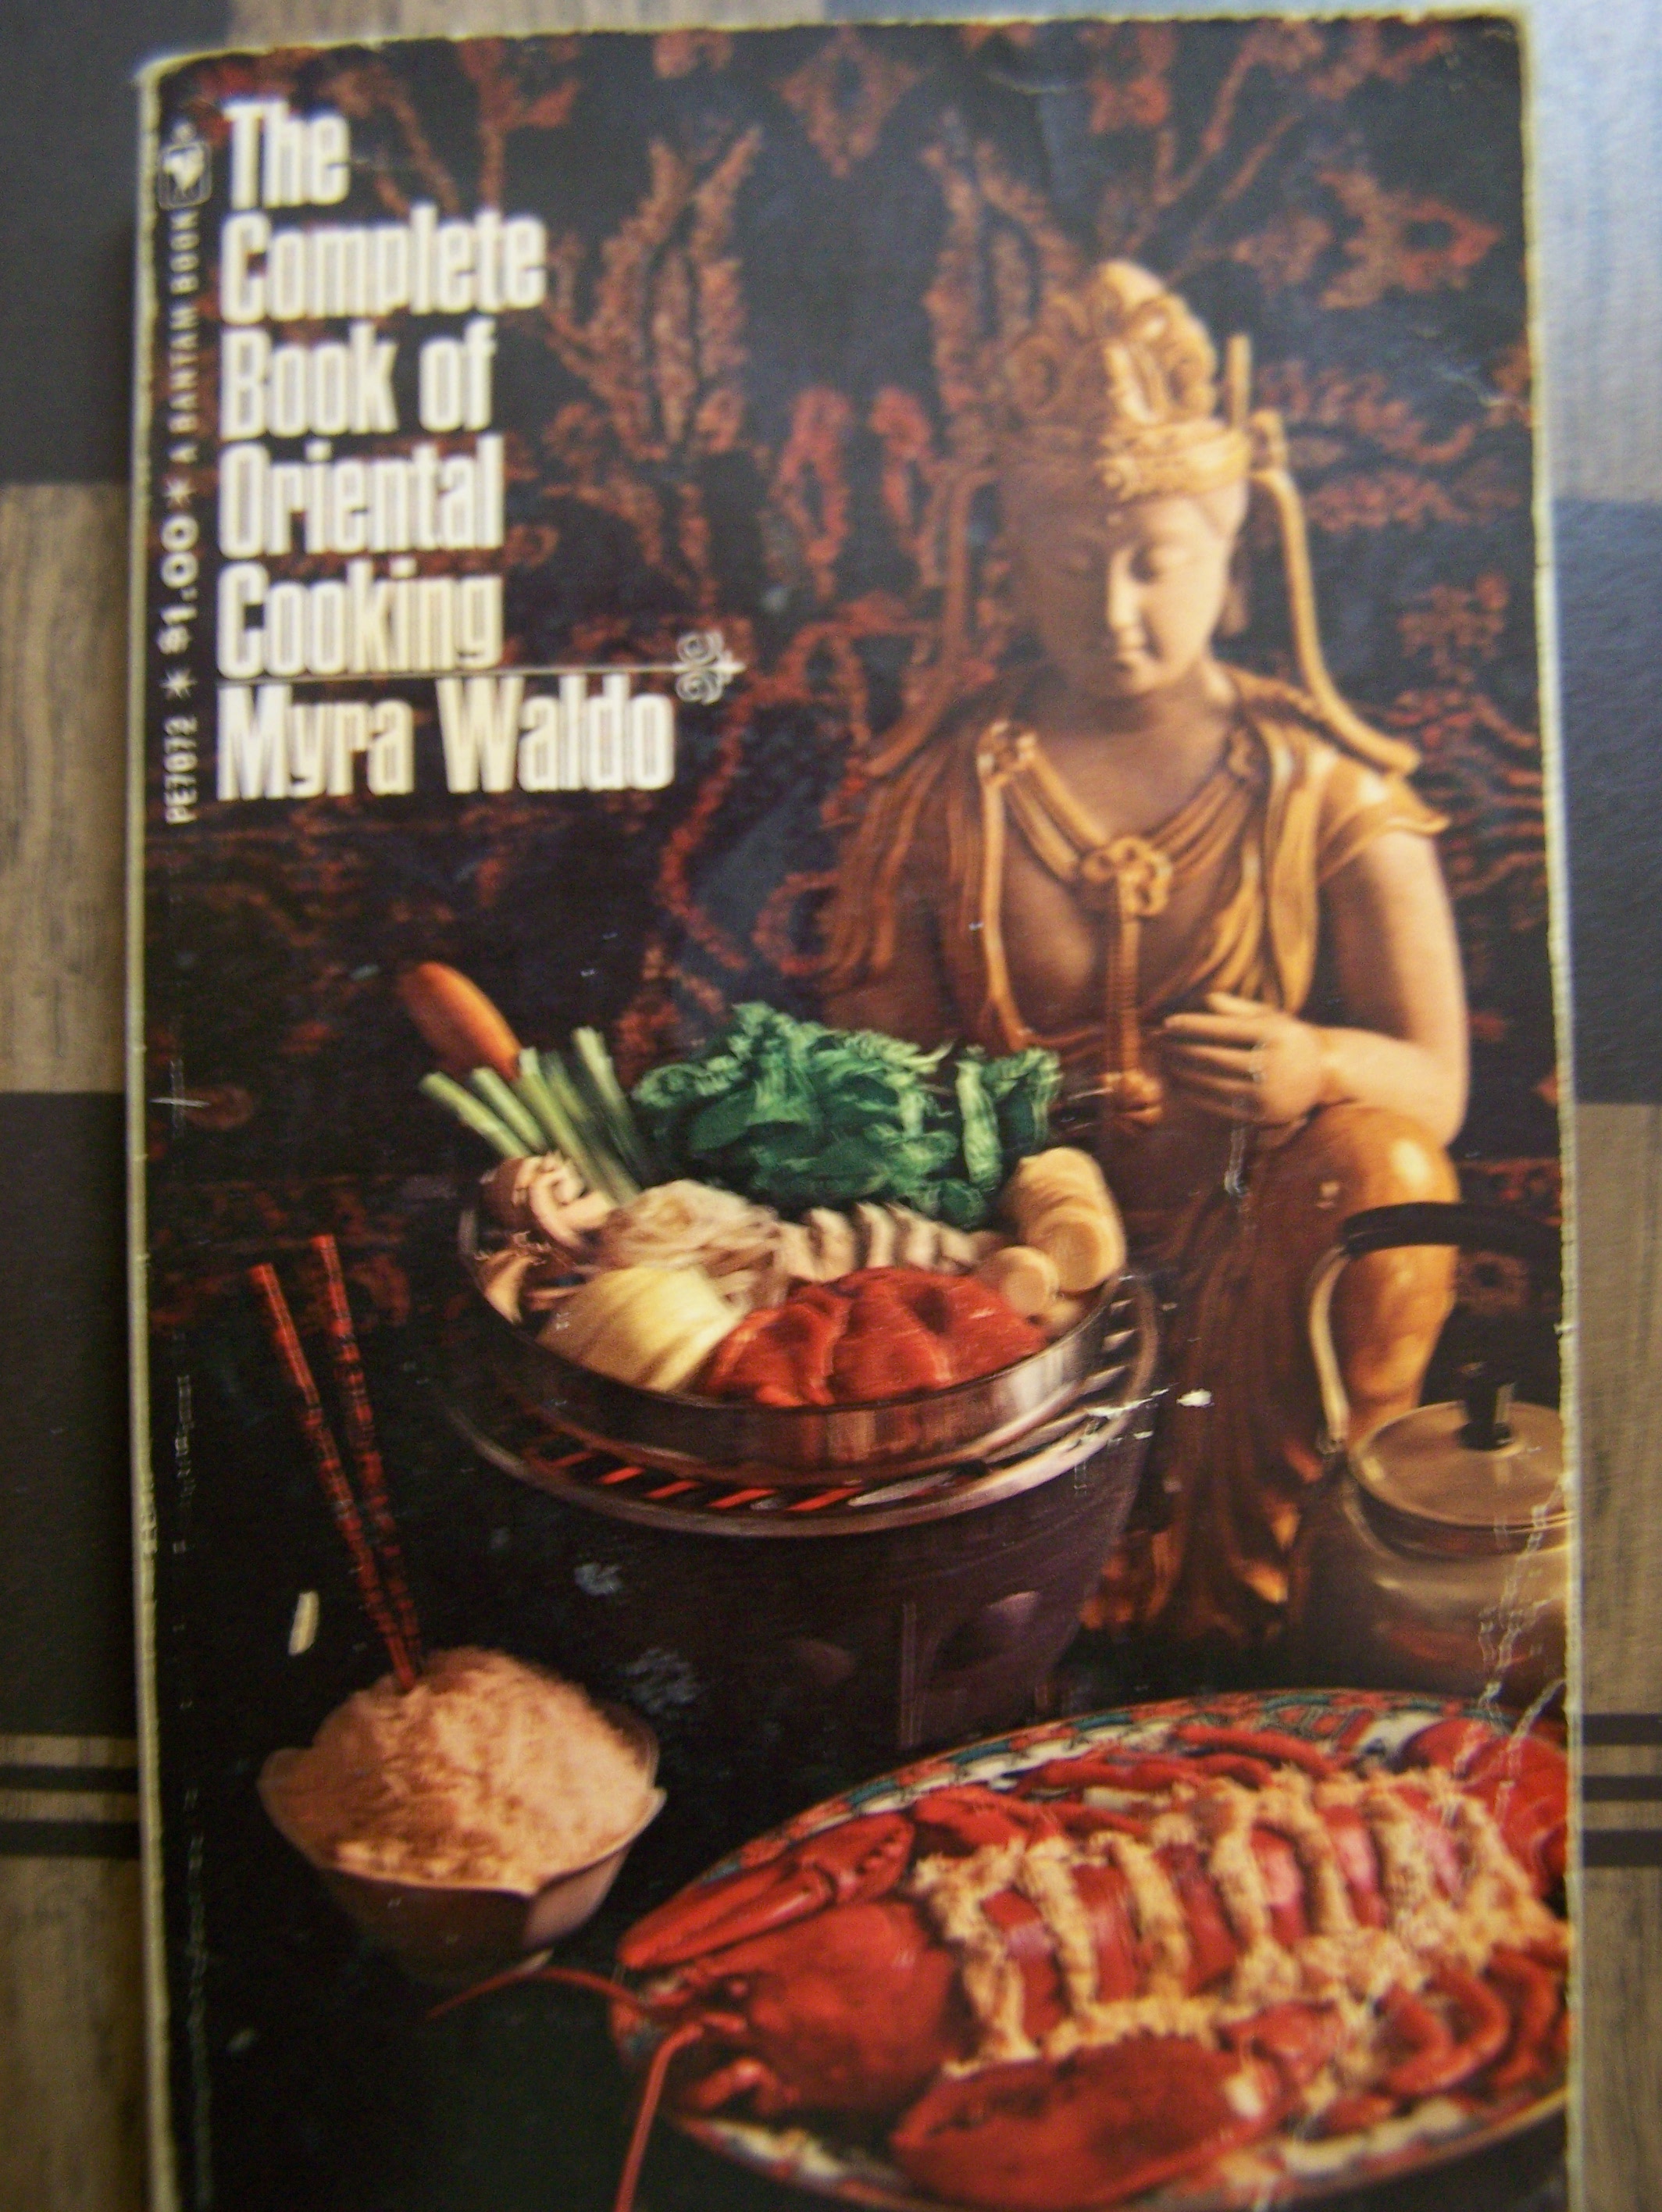 The
Complete
Book of
Oriental
Cooking
Myra Waldo
PE7072 * $1.00 * A BANTAM BOOK